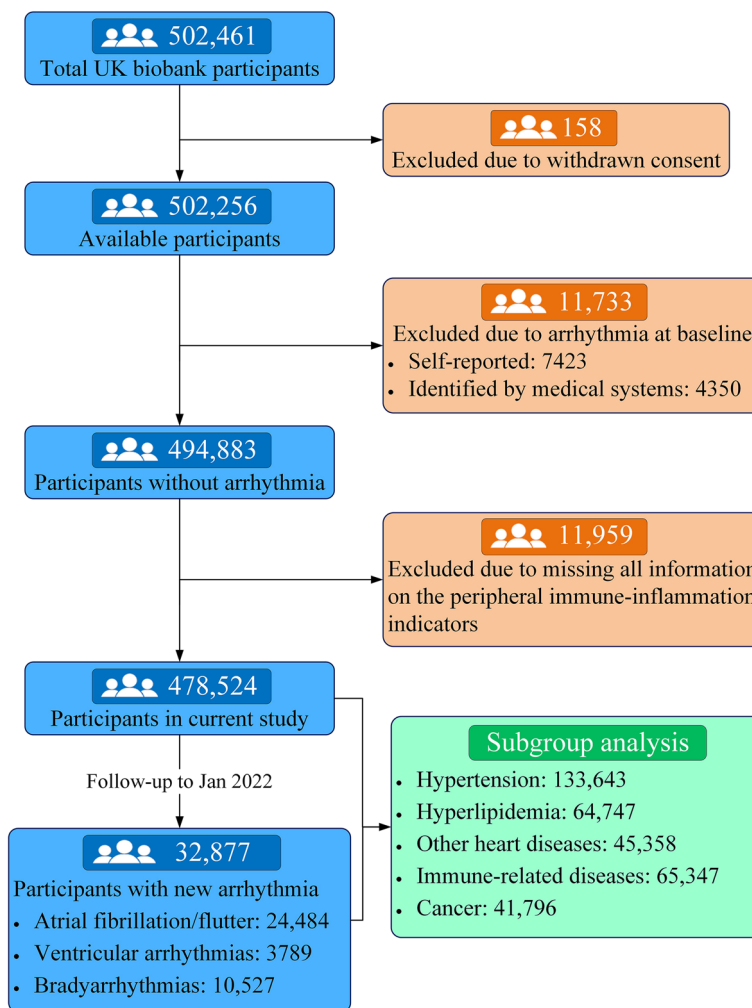 502,461
Total UK biobank participants
158
Excluded due to withdrawn consent
502,256
Available participants
11,733
Excluded due to arrhythmia at baseline
• Self-reported: 7423
• Identified by medical systems: 4350
494,883
Participants without arrhythmia
11,959
Excluded due to missing all information
on the peripheral immune-inflammation
indicators
478,524
Participants in current study
Follow-up to Jan 2022
32,877
Participants with new arrhythmia
• Atrial fibrillation/flutter: 24,484
• Ventricular arrhythmias: 3789
• Bradyarrhythmias: 10,527
Subgroup analysis
• Hypertension: 133,643
• Hyperlipidemia: 64,747
• Other heart diseases: 45,358
• Immune-related diseases: 65,347
• Cancer: 41,796